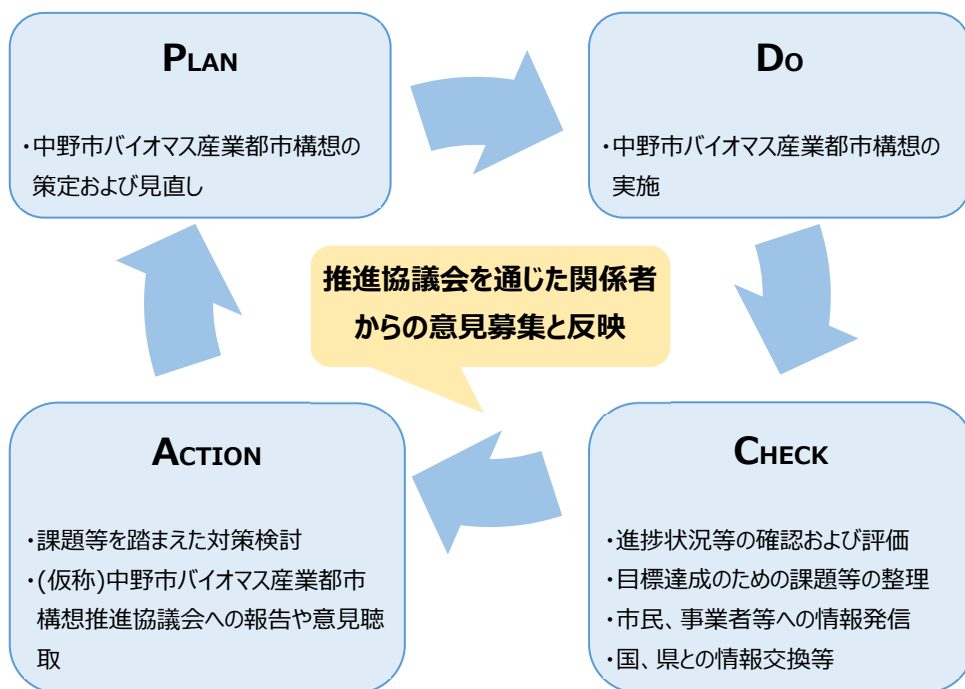 PLAN
・中野市バイオマス産業都市構想の
策定および見直し
DO
・中野市バイオマス産業都市構想の
実施
推進協議会を通じた関係者
からの意見募集と反映
ACTION
・課題等を踏まえた対策検討
・(仮称)中野市バイオマス産業都市
構想推進協議会への報告や意見聴
取
CHECK
・進捗状況等の確認および評価
・目標達成のための課題等の整理
・市民、事業者等への情報発信
・国、県との情報交換等